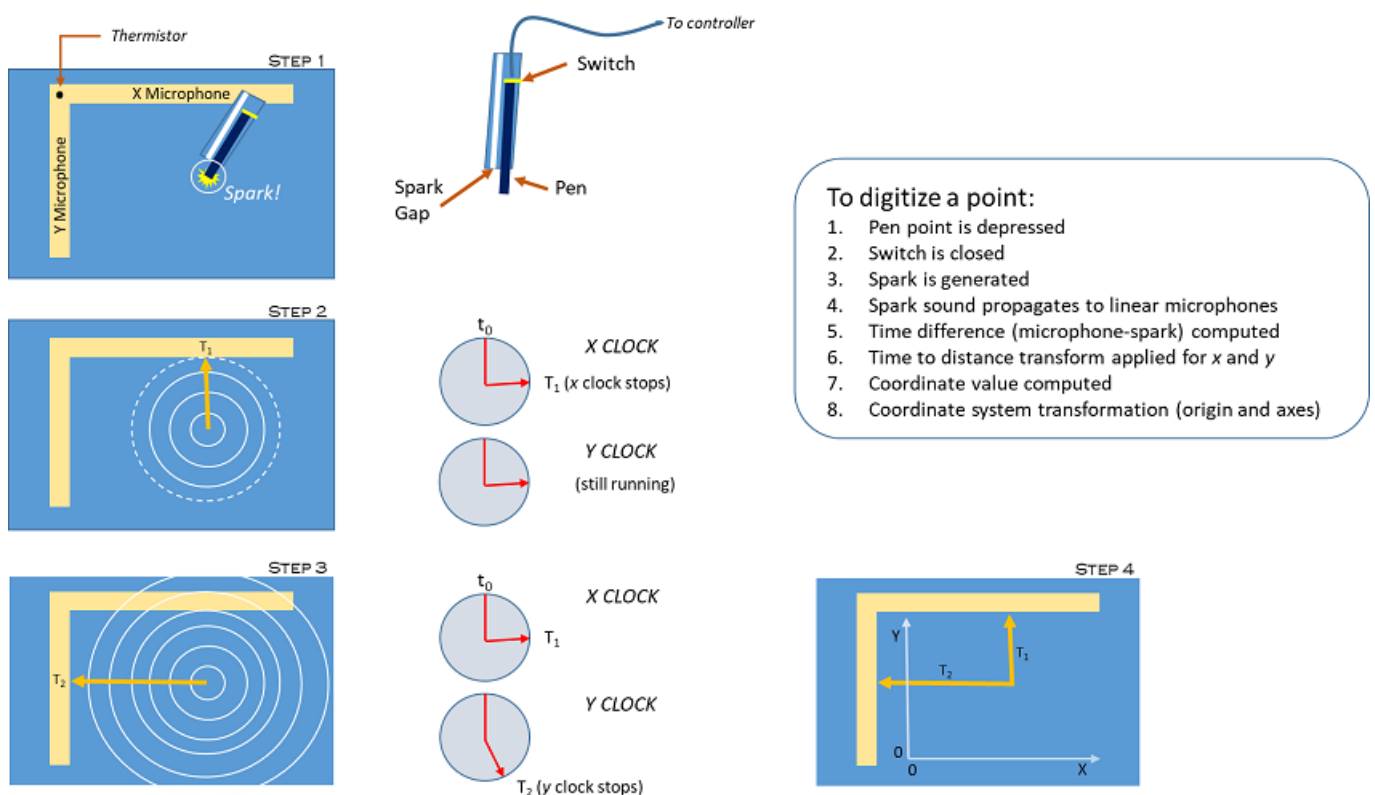 Thermistor
STEP 1
X Microphone
Y Microphone
Spark!
To controller
Switch
Spark
Gap
Pen
To digitize a point:
1. Pen point is depressed
2. Switch is closed
3. Spark is generated
4. Spark sound propagates to linear microphones
5. Time difference (microphone-spark) computed
6. Time to distance transform applied for x and y
7. Coordinate value computed
8. Coordinate system transformation (origin and axes)
STEP 2
T1
t0
X CLOCK
T1 (x clock stops)
Y CLOCK
(still running)
STEP 3
T2
t0
X CLOCK
T1
Y CLOCK
T2 (y clock stops)
STEP 4
Y
T1
T2
0
0
X